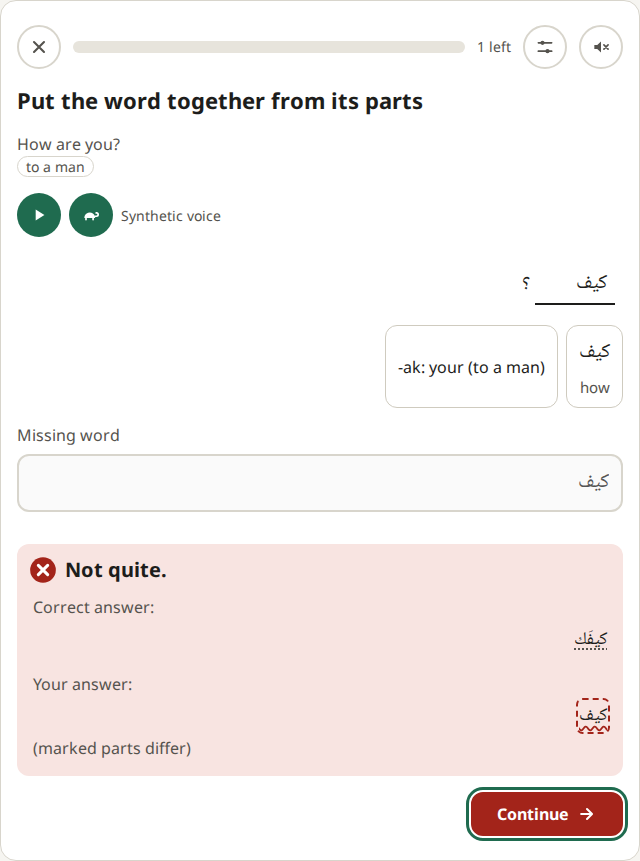 1 left
Put the word together from its parts
How are you?
to a man
Synthetic voice
كيف ؟
كيف
how
-ak: your (to a man)
Missing word
كيف
Not quite.
Correct answer:
كيفَك
Your answer:
كيف
(marked parts differ)
Continue